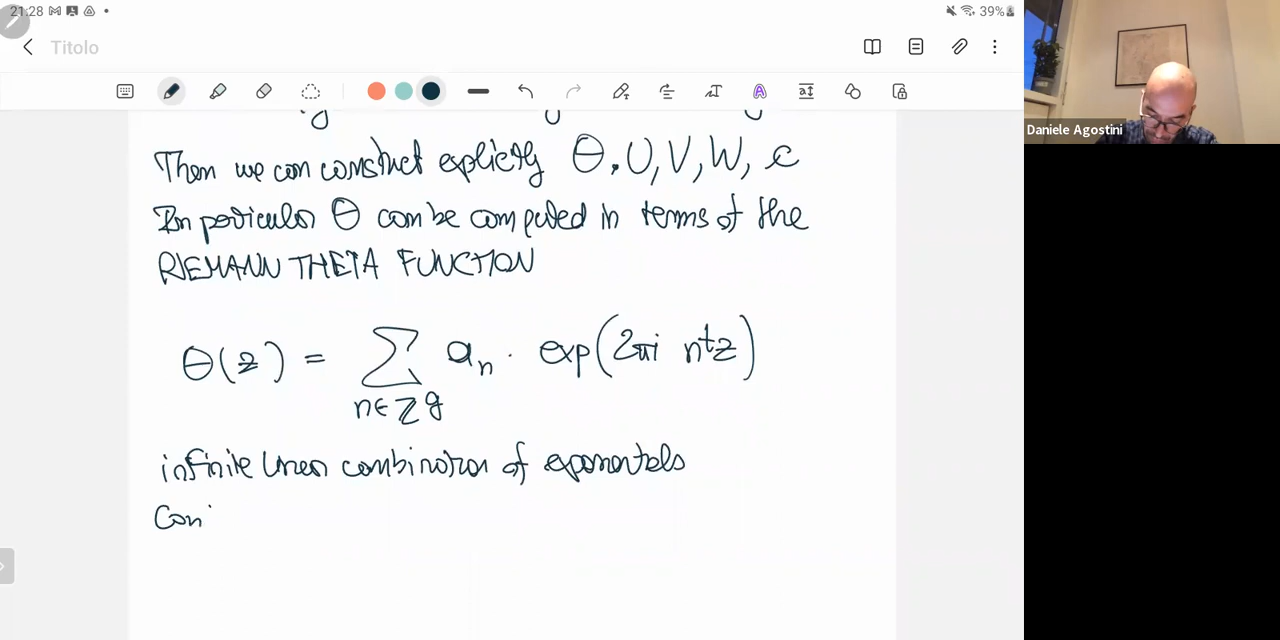 21:28
39%
Titolo
Daniele Agostini
Then we can construct explicitly Θ, U, V, W, c
In particular Θ can be computed in terms of the
RIEMANN THETA FUNCTION
θ(z) = ∑ a_n · exp(2πi nᵗz)
n∈ℤᵍ
infinite linear combination of exponentials
Con